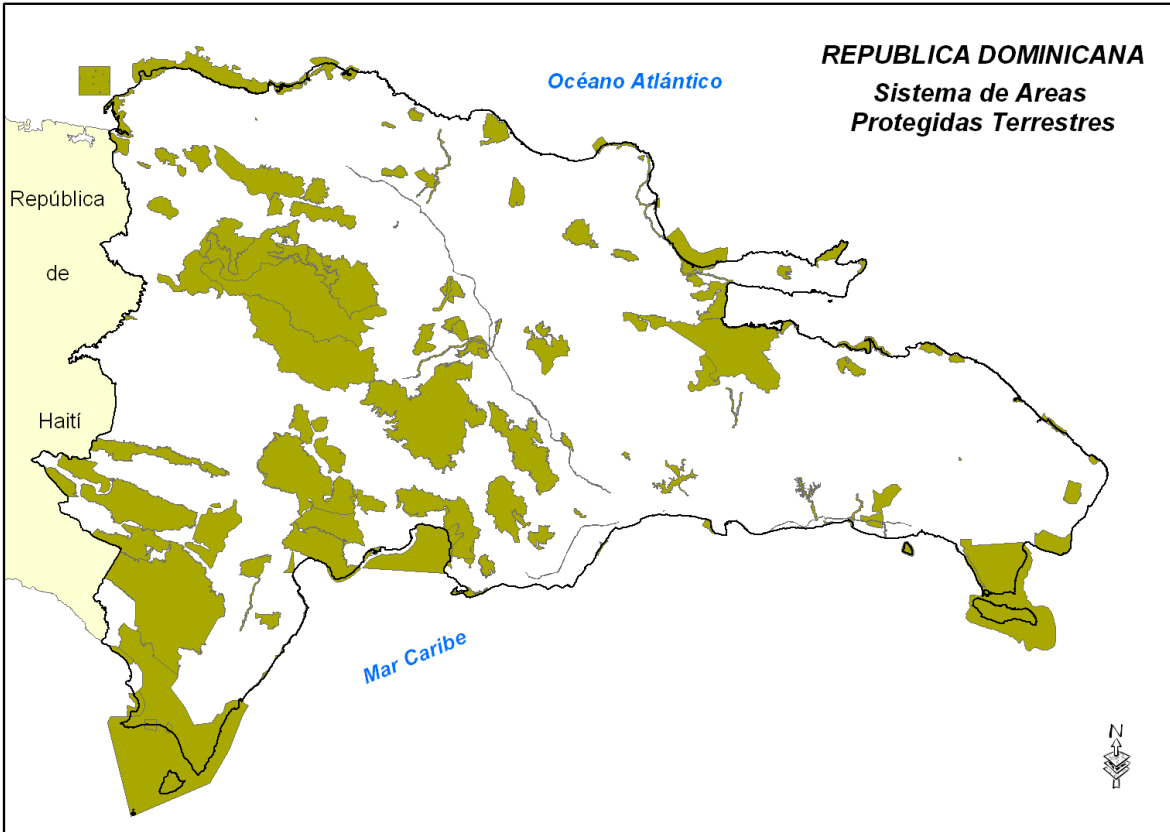 REPUBLICA DOMINICANA
Sistema de Areas
Protegidas Terrestres
Océano Atlántico
República
de
Haití
Mar Caribe
N